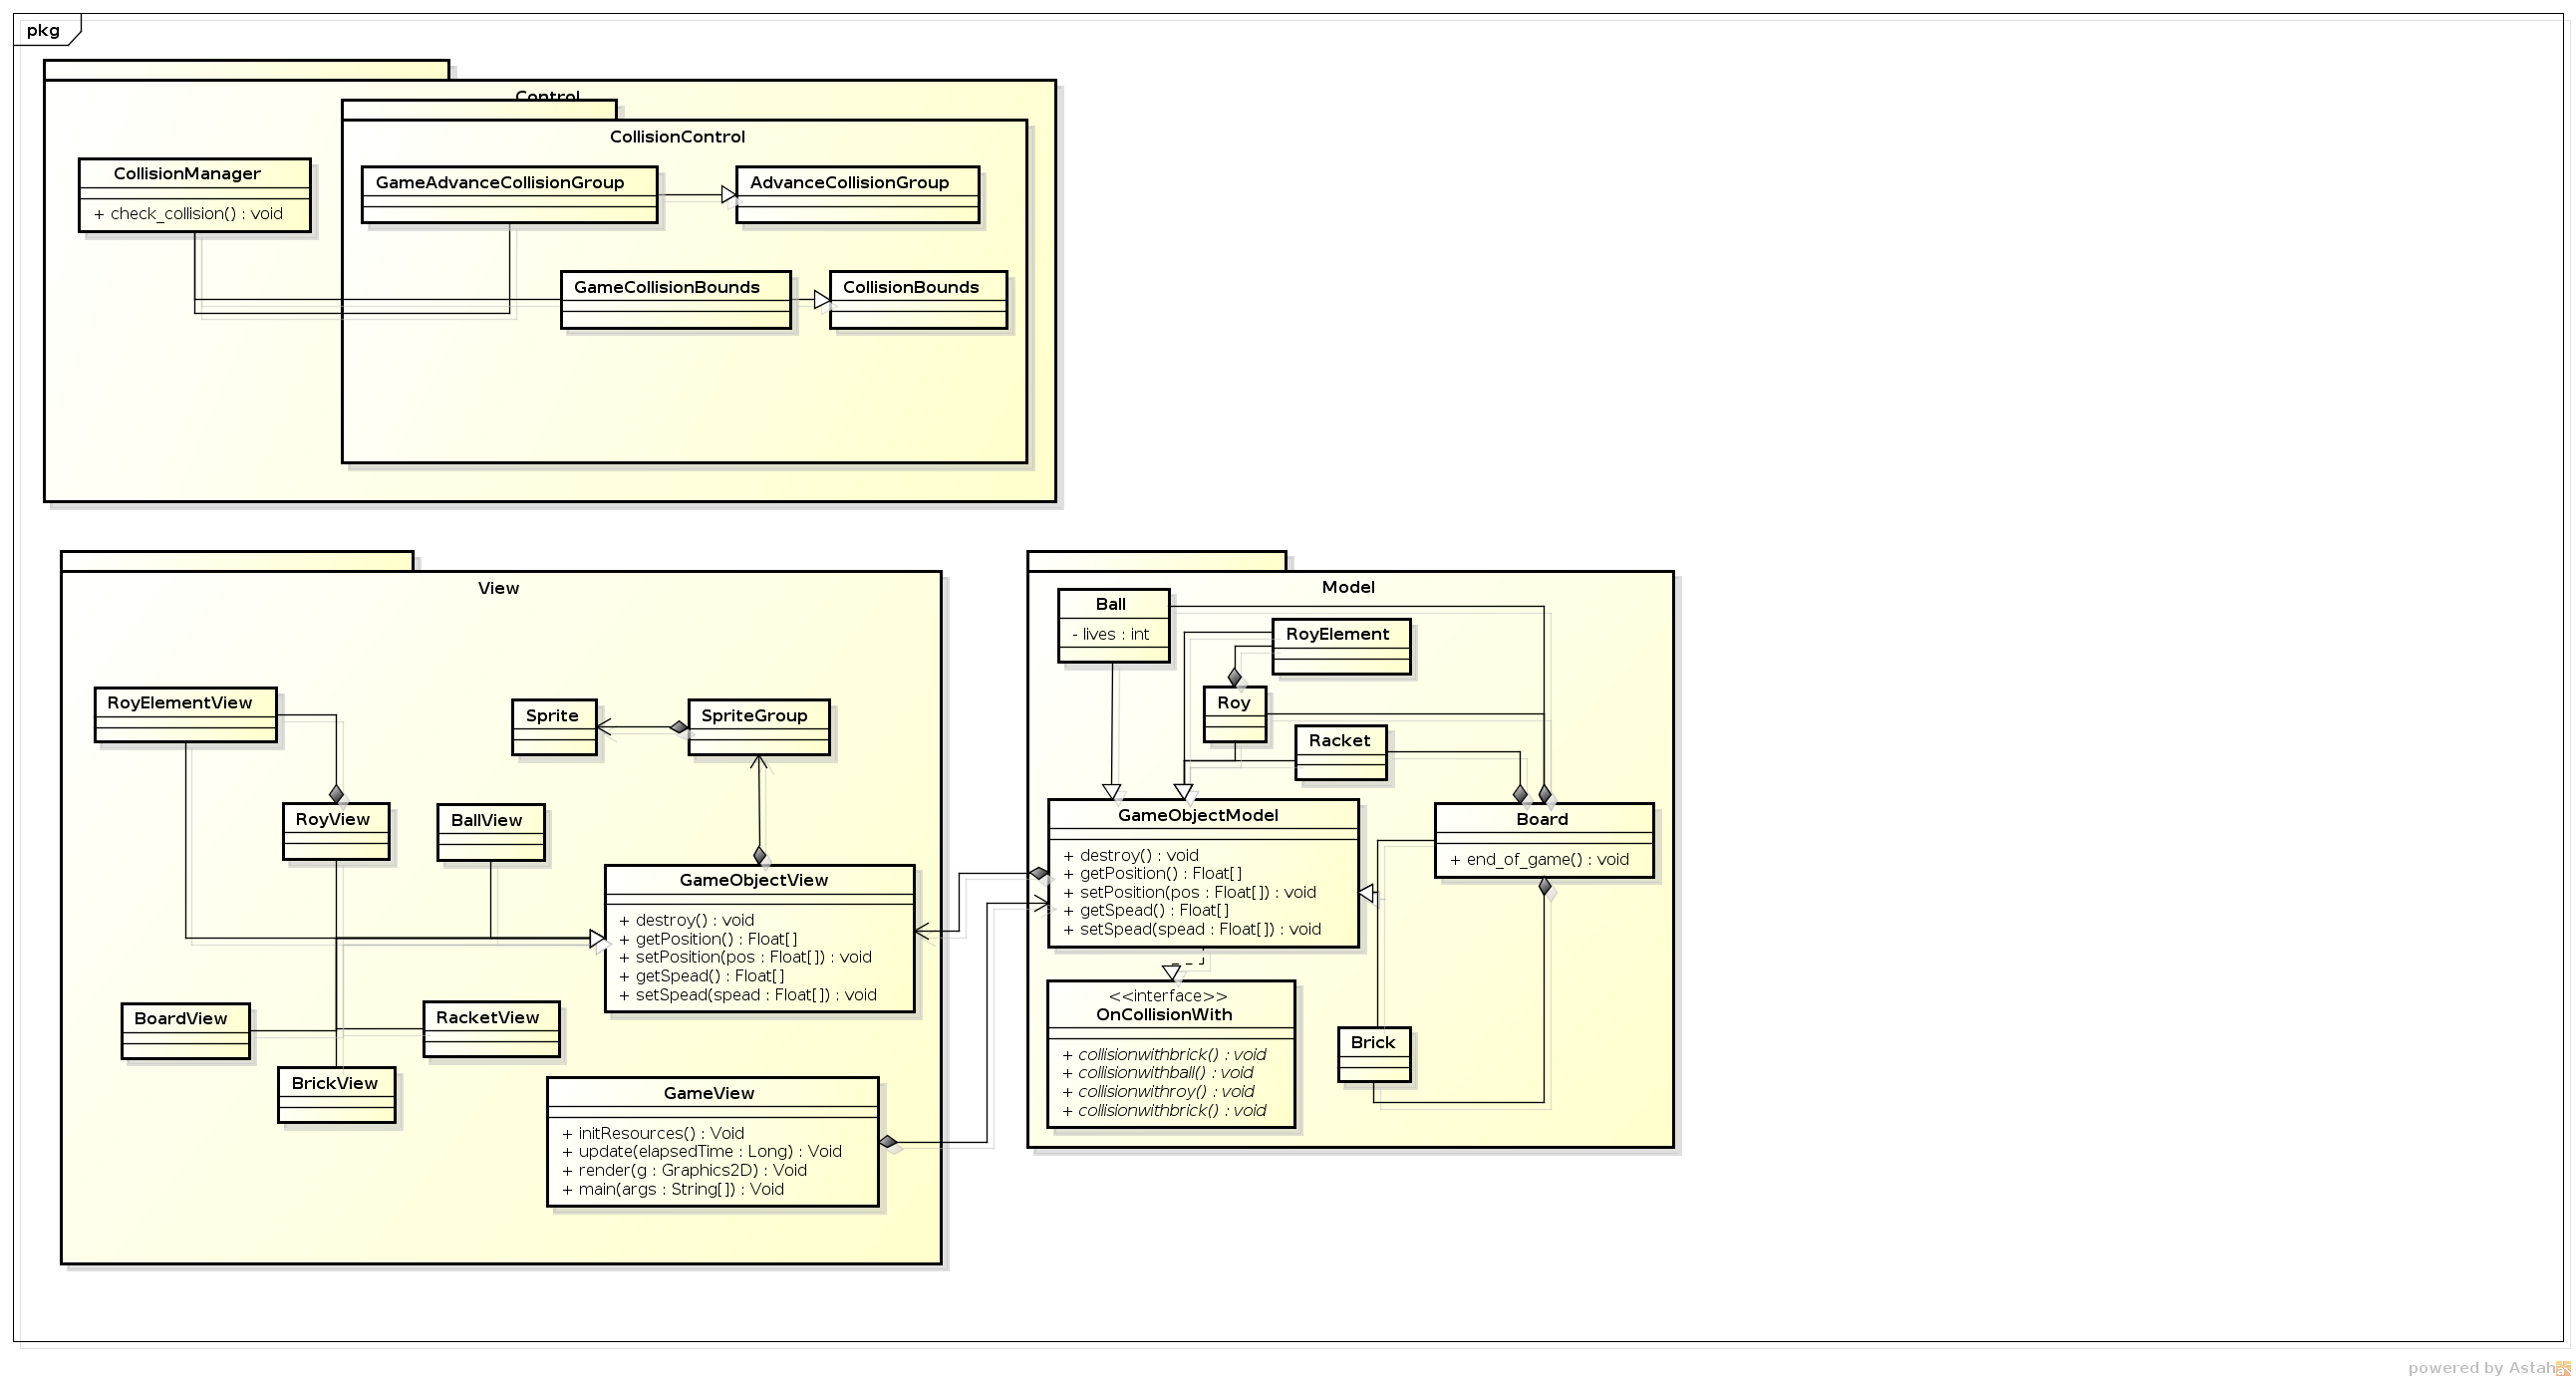 pkg
Control
CollisionControl
CollisionManager
+ check_collision() : void
GameAdvanceCollisionGroup
AdvanceCollisionGroup
GameCollisionBounds
CollisionBounds
View
RoyElementView
Sprite
SpriteGroup
RoyView
BallView
GameObjectView
+ destroy() : void
+ getPosition() : Float[]
+ setPosition(pos : Float[]) : void
+ getSpead() : Float[]
+ setSpead(spead : Float[]) : void
BoardView
RacketView
BrickView
GameView
+ initResources() : Void
+ update(elapsedTime : Long) : Void
+ render(g : Graphics2D) : Void
+ main(args : String[]) : Void
Model
Ball
- lives : int
RoyElement
Roy
Racket
GameObjectModel
+ destroy() : void
+ getPosition() : Float[]
+ setPosition(pos : Float[]) : void
+ getSpead() : Float[]
+ setSpead(spead : Float[]) : void
Board
+ end_of_game() : void
<<interface>>
OnCollisionWith
+ collisionwithbrick() : void
+ collisionwithball() : void
+ collisionwithroy() : void
+ collisionwithbrick() : void
Brick
powered by Astah